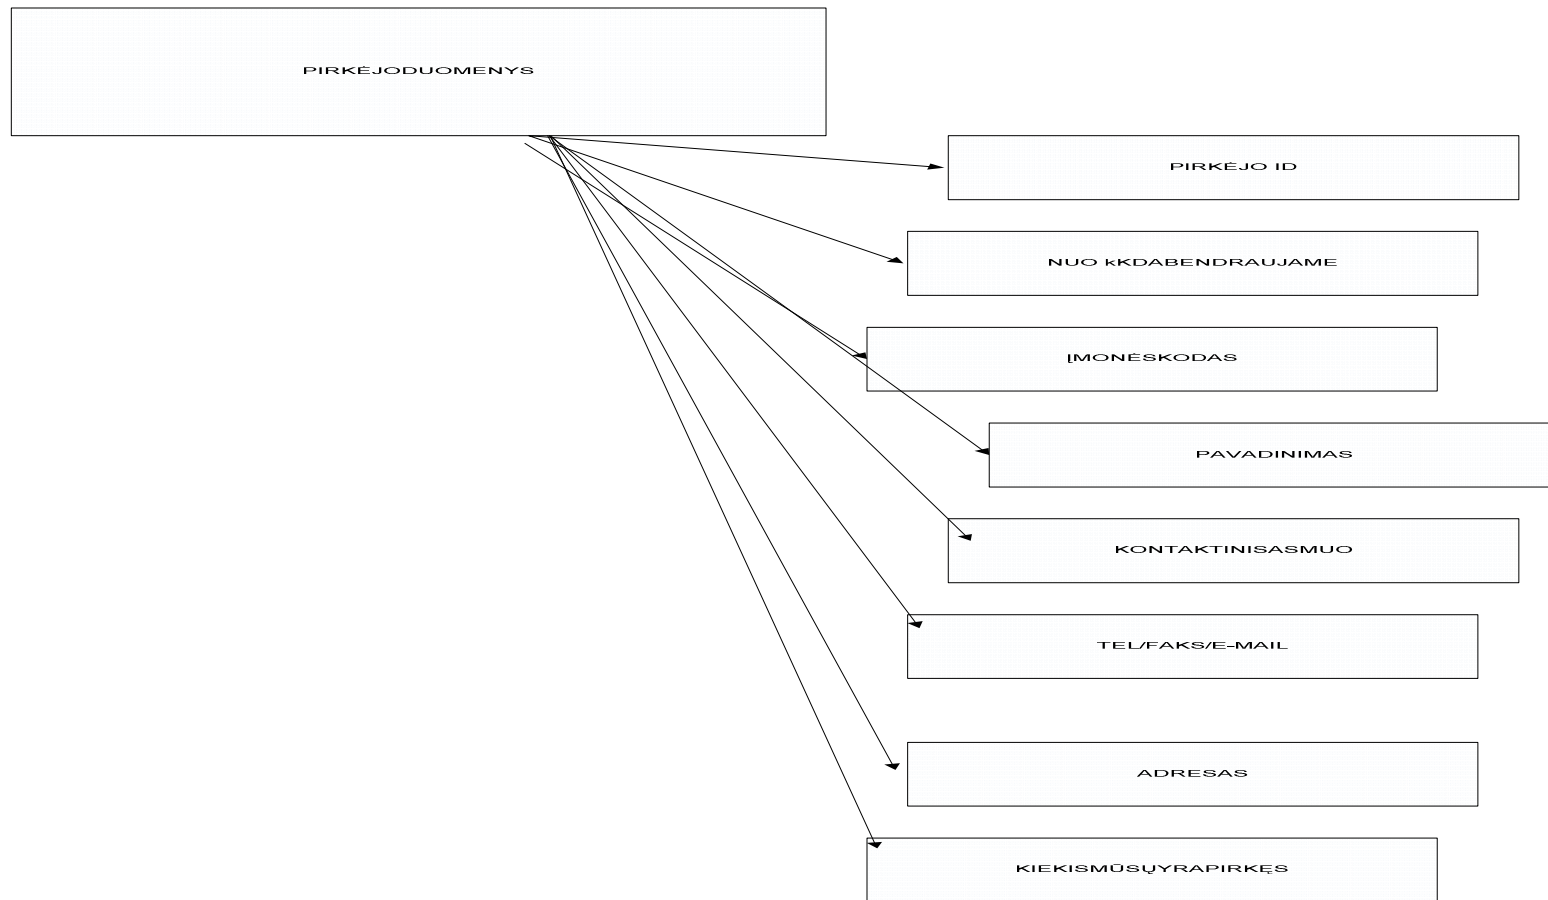 PIRKĖJODUOMENYS
PIRKĖJO ID
NUO kKDABENDRAUJAME
ĮMONĖSKODAS
PAVADINIMAS
KONTAKTINISASMUO
TEL/FAKS/E-MAIL
ADRESAS
KIEKISMŪSŲYRAPIRKĘS